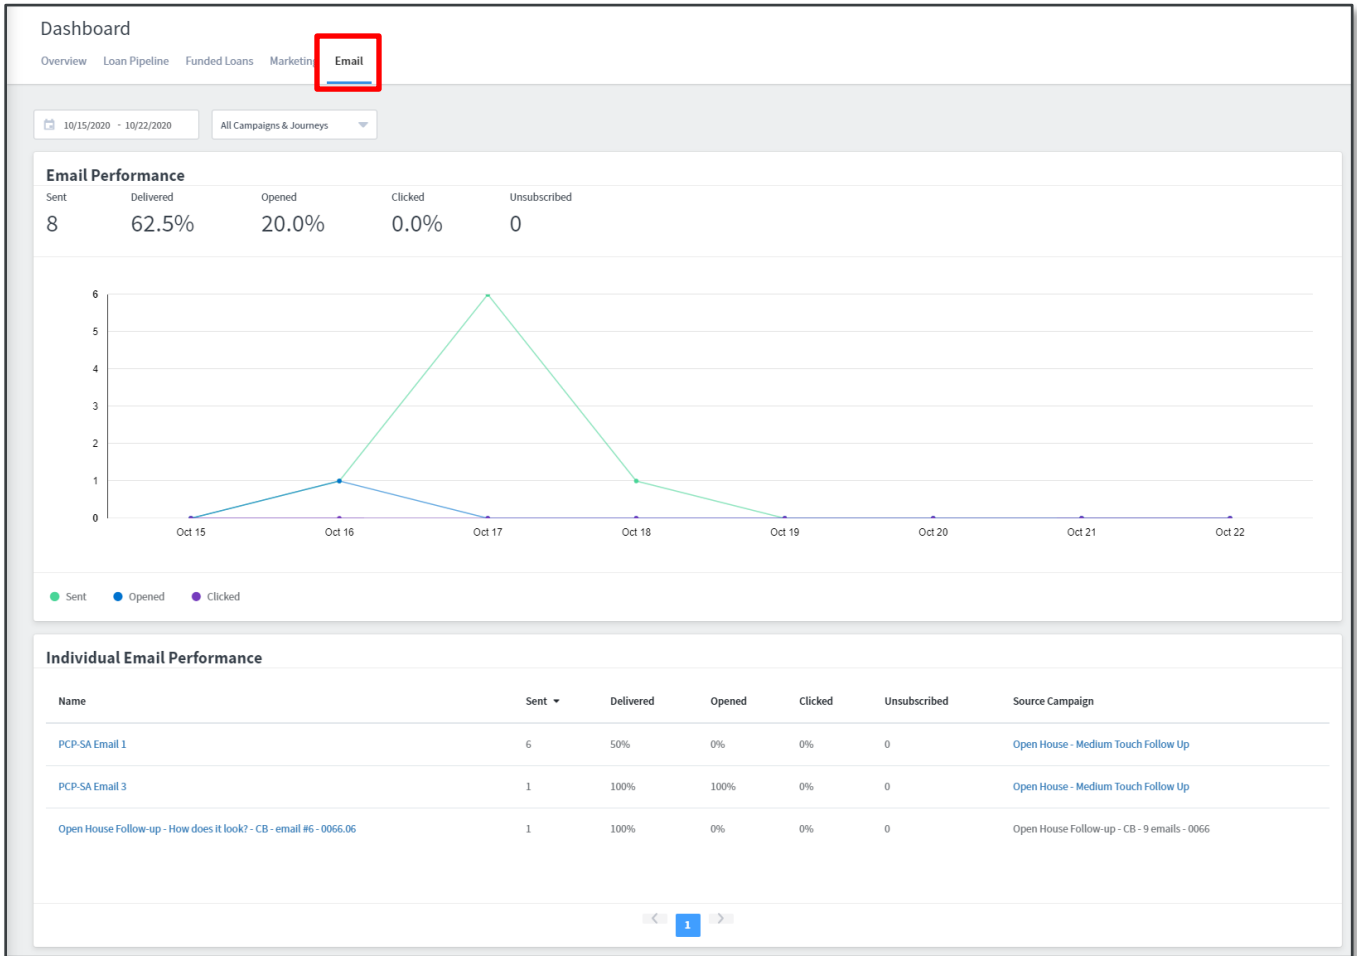 Dashboard
Overview Loan Pipeline Funded Loans Marketing Email
10/15/2020 - 10/22/2020 All Campaigns & Journeys
Email Performance
Sent Delivered Opened Clicked Unsubscribed
8 62.5% 20.0% 0.0% 0
6
5
4
3
2
1
0
Oct 15 Oct 16 Oct 17 Oct 18 Oct 19 Oct 20 Oct 21 Oct 22
Sent Opened Clicked
Individual Email Performance
Name Sent Delivered Opened Clicked Unsubscribed Source Campaign
PCP-SA Email 1 6 50% 0% 0% 0 Open House - Medium Touch Follow Up
PCP-SA Email 3 1 100% 100% 0% 0 Open House - Medium Touch Follow Up
Open House Follow-up - How does it look? - CB - email #6 - 0066.06 1 100% 0% 0% 0 Open House Follow-up - CB - 9 emails - 0066
1